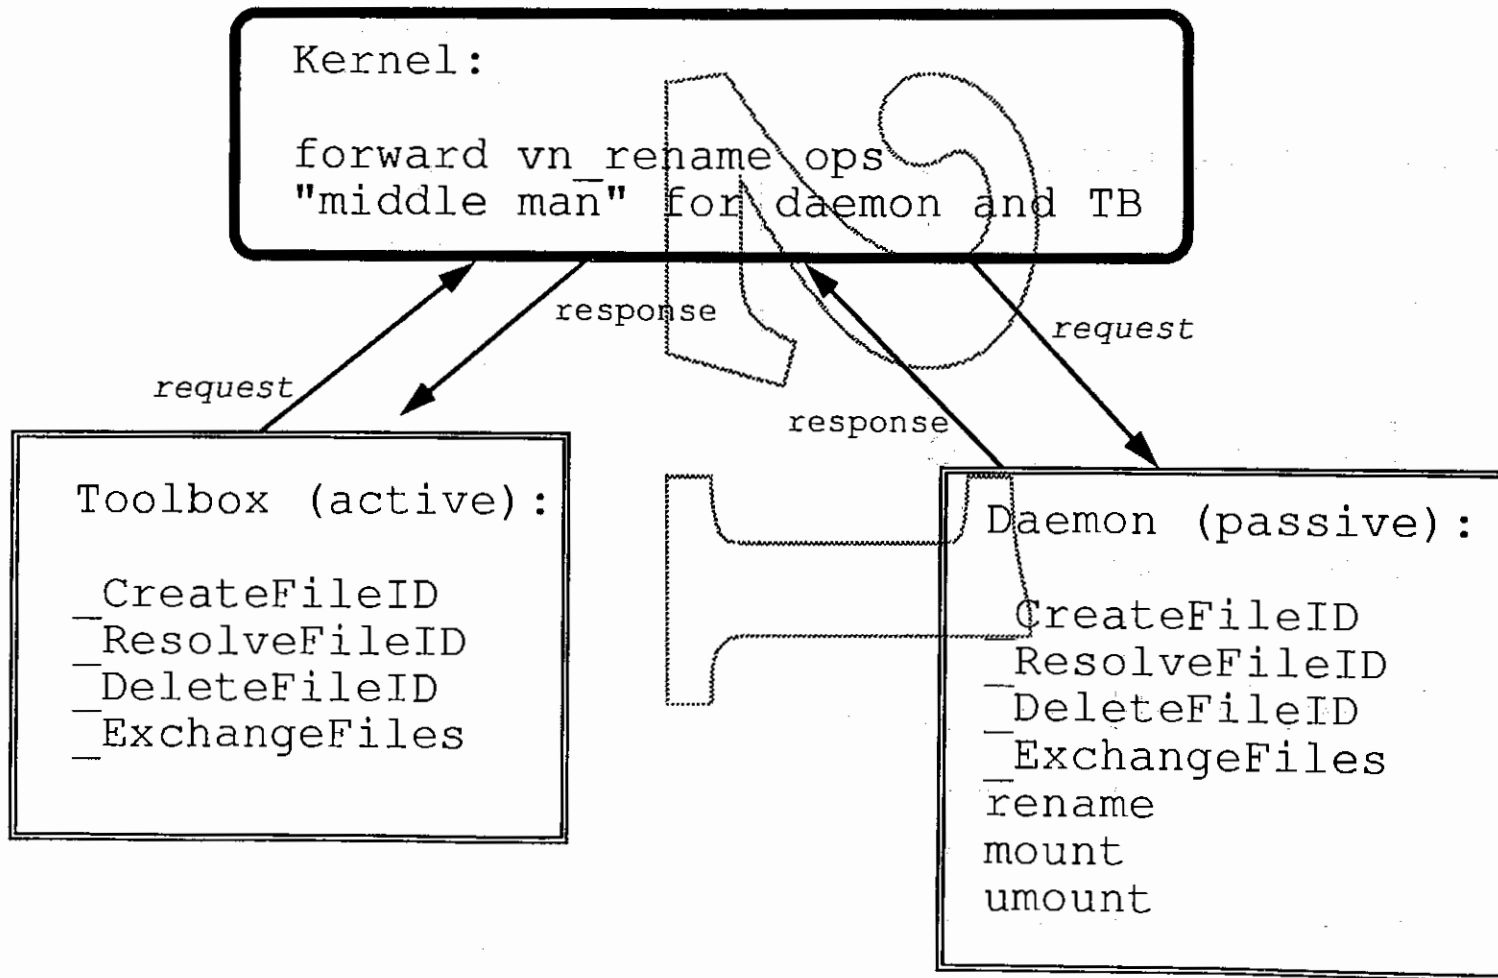 Kernel:
forward vn_rename ops
"middle man" for daemon and TB
response
request
request
response
Toolbox (active):
_CreateFileID
_ResolveFileID
_DeleteFileID
_ExchangeFiles
Daemon (passive):
_CreateFileID
_ResolveFileID
_DeleteFileID
_ExchangeFiles
rename
mount
umount